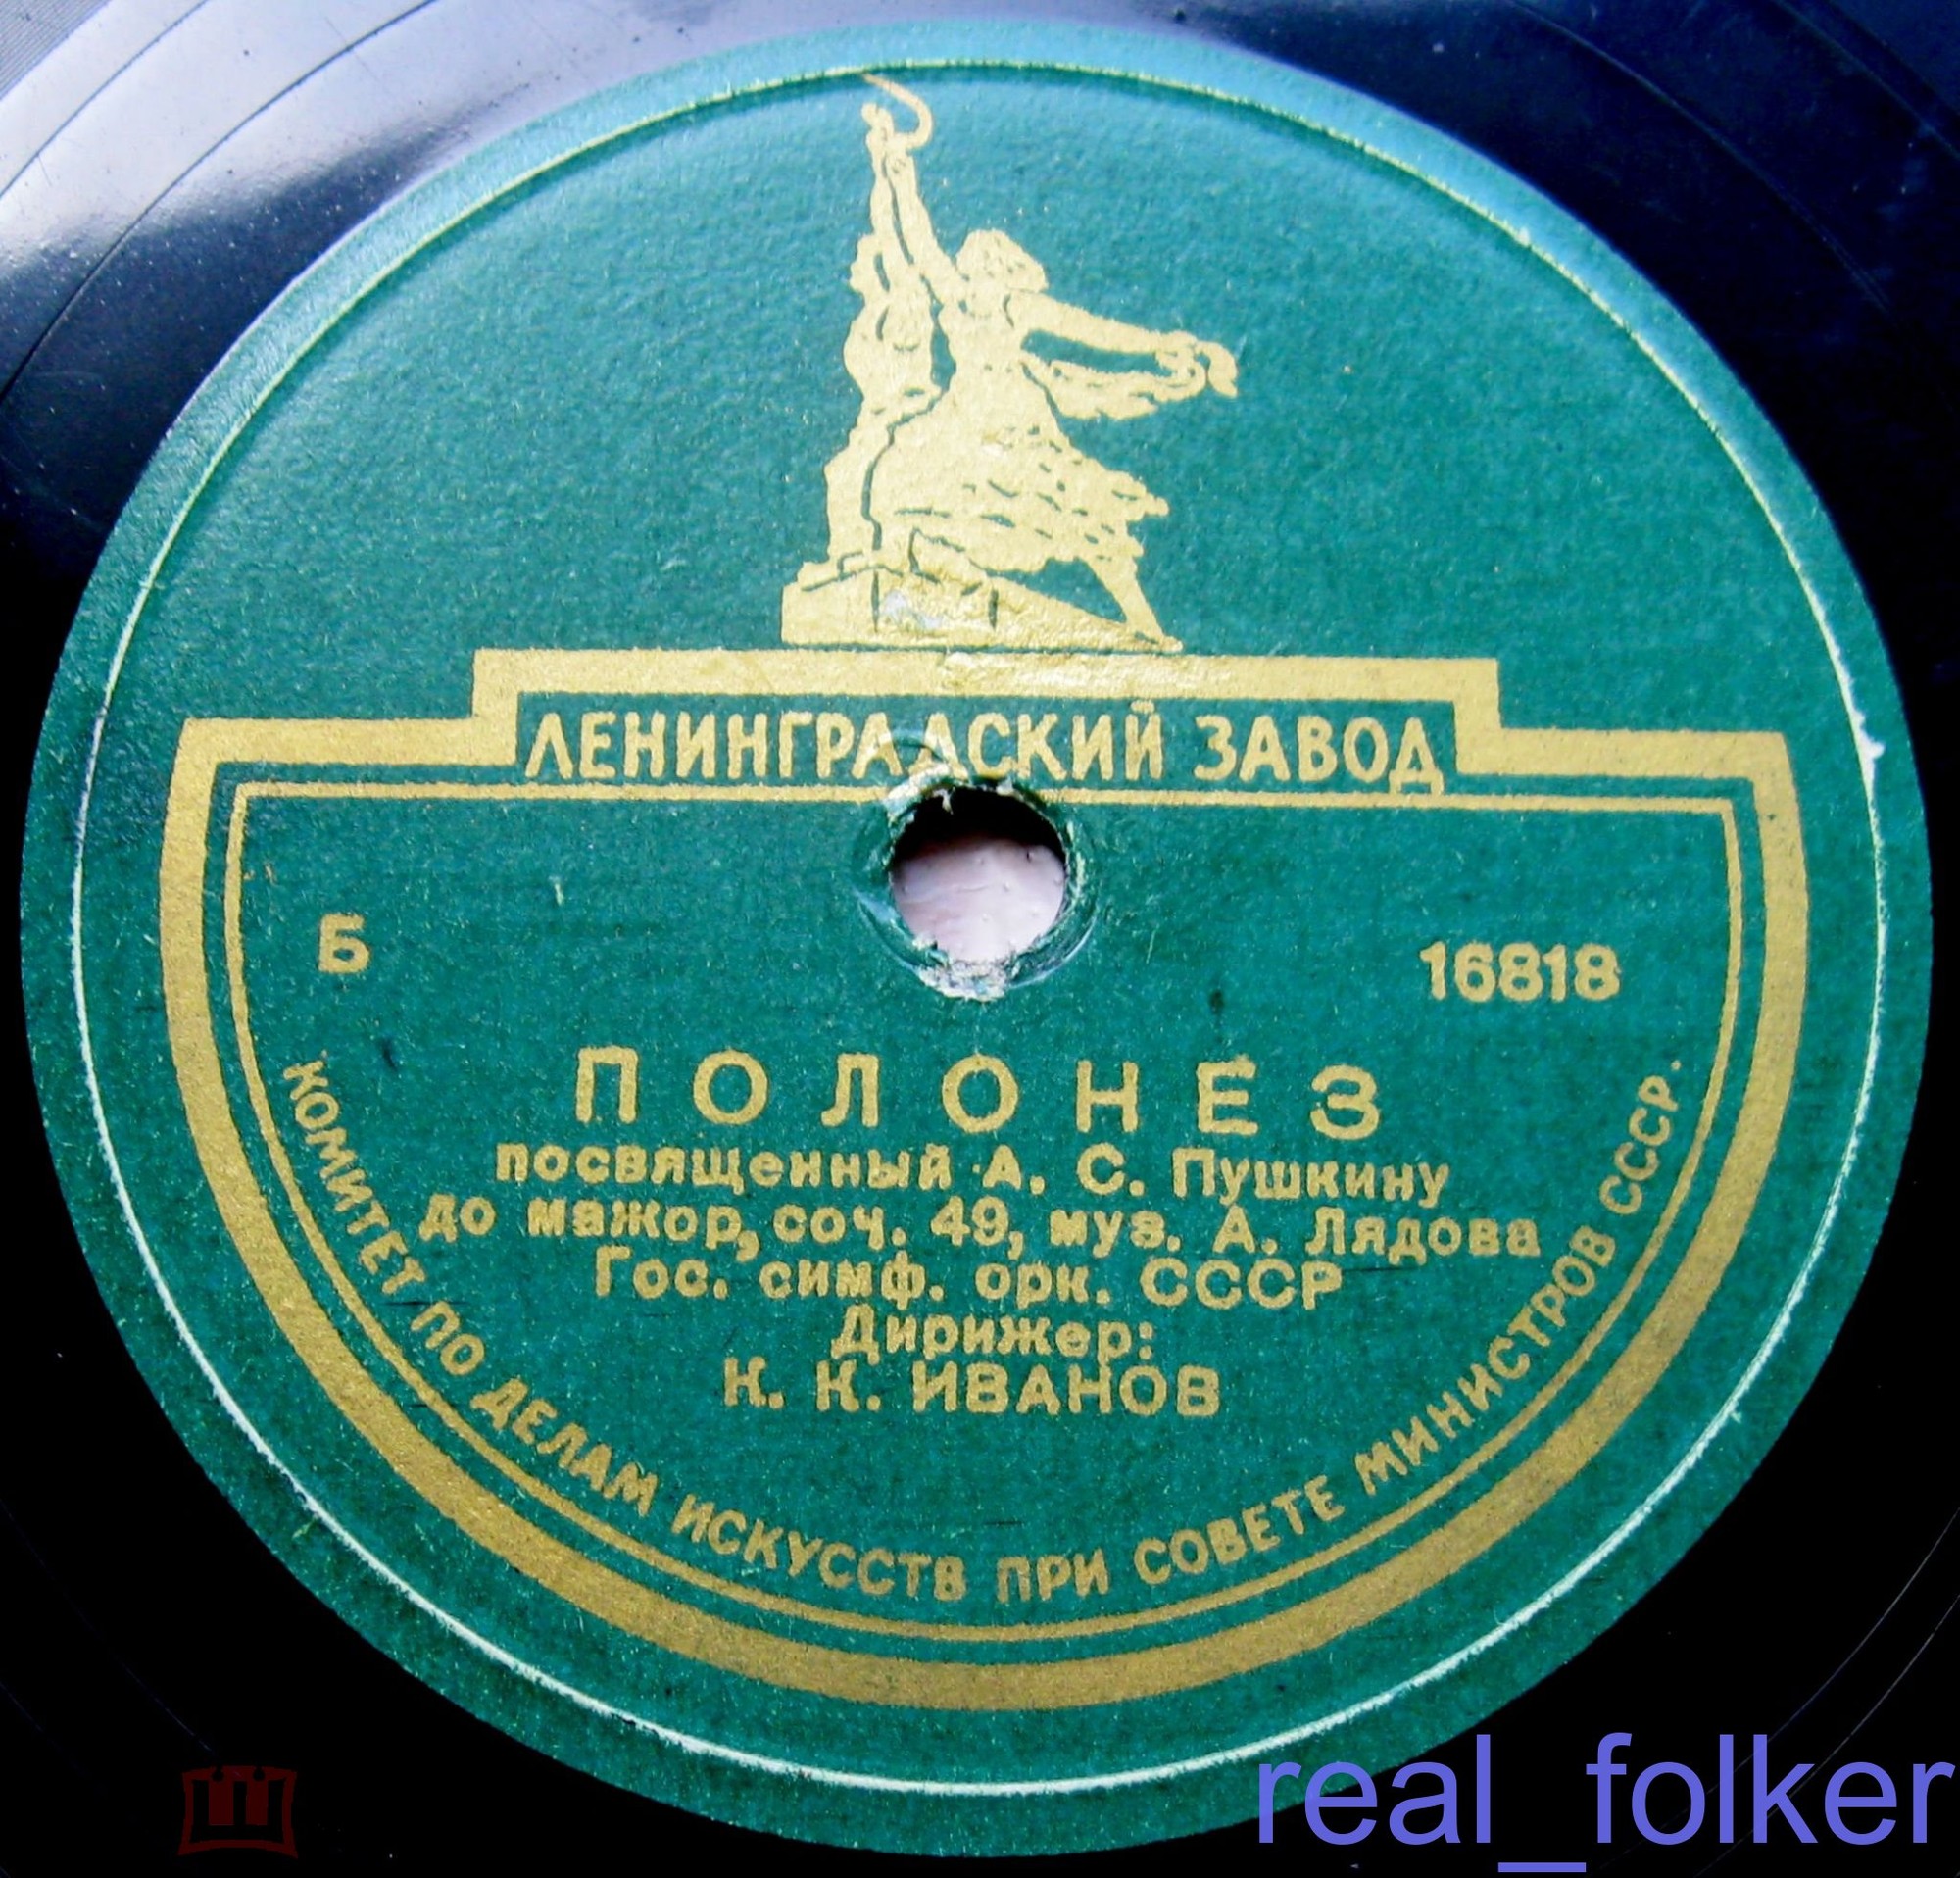 ЛЕНИНГРАДСКИЙ ЗАВОД
Б 16818
ПОЛОНЕЗ
посвященный А. С. Пушкину
до мажор, соч. 49, муз. А. Лядова
Гос. симф. орк. СССР
Дирижер:
К. К. ИВАНОВ
КОМИТЕТ ПО ДЕЛАМ ИСКУССТВ ПРИ СОВЕТЕ МИНИСТРОВ СССР.
real_folker